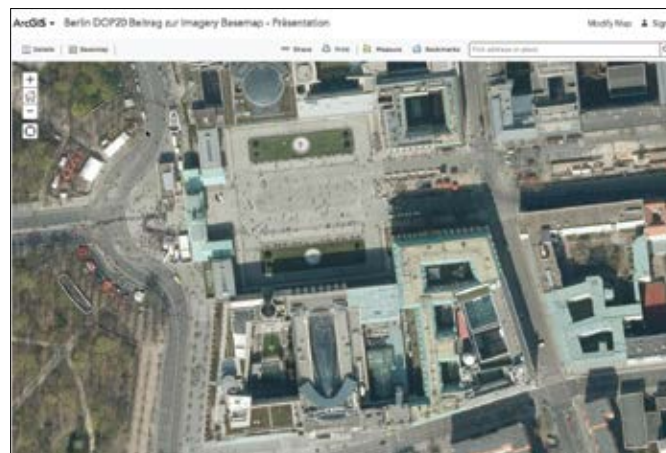 ArcGIS Berlin DOP20 Beitrag zur Imagery Basemap - Präsentation Modify Map Sig
Details Basemap Share Print Measure Bookmarks Find address or place